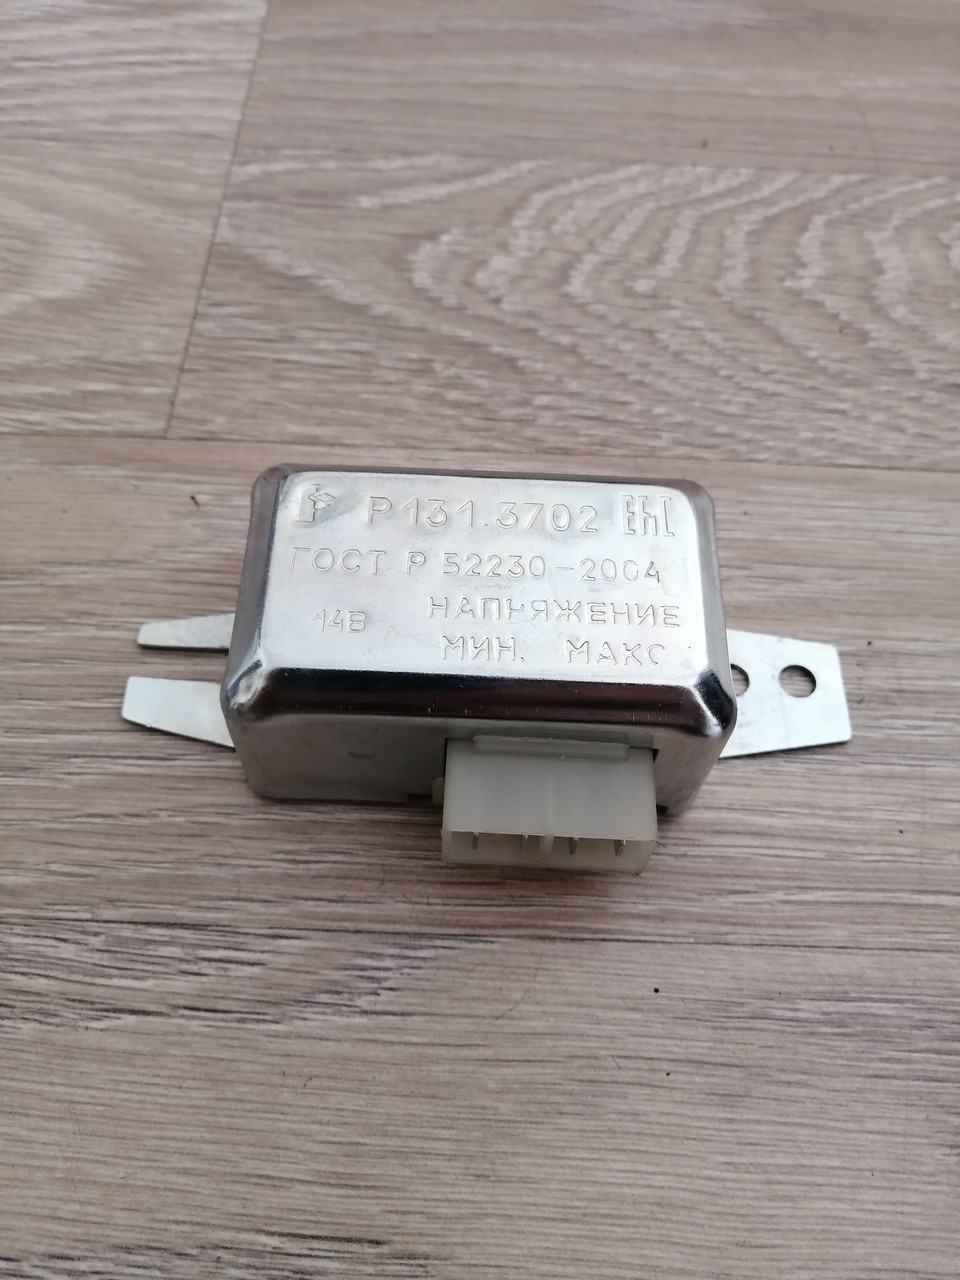 Р131.3702 ЕАС
ГОСТ Р 52230-2004
14В НАПРЯЖЕНИЕ
МИН. МАКС